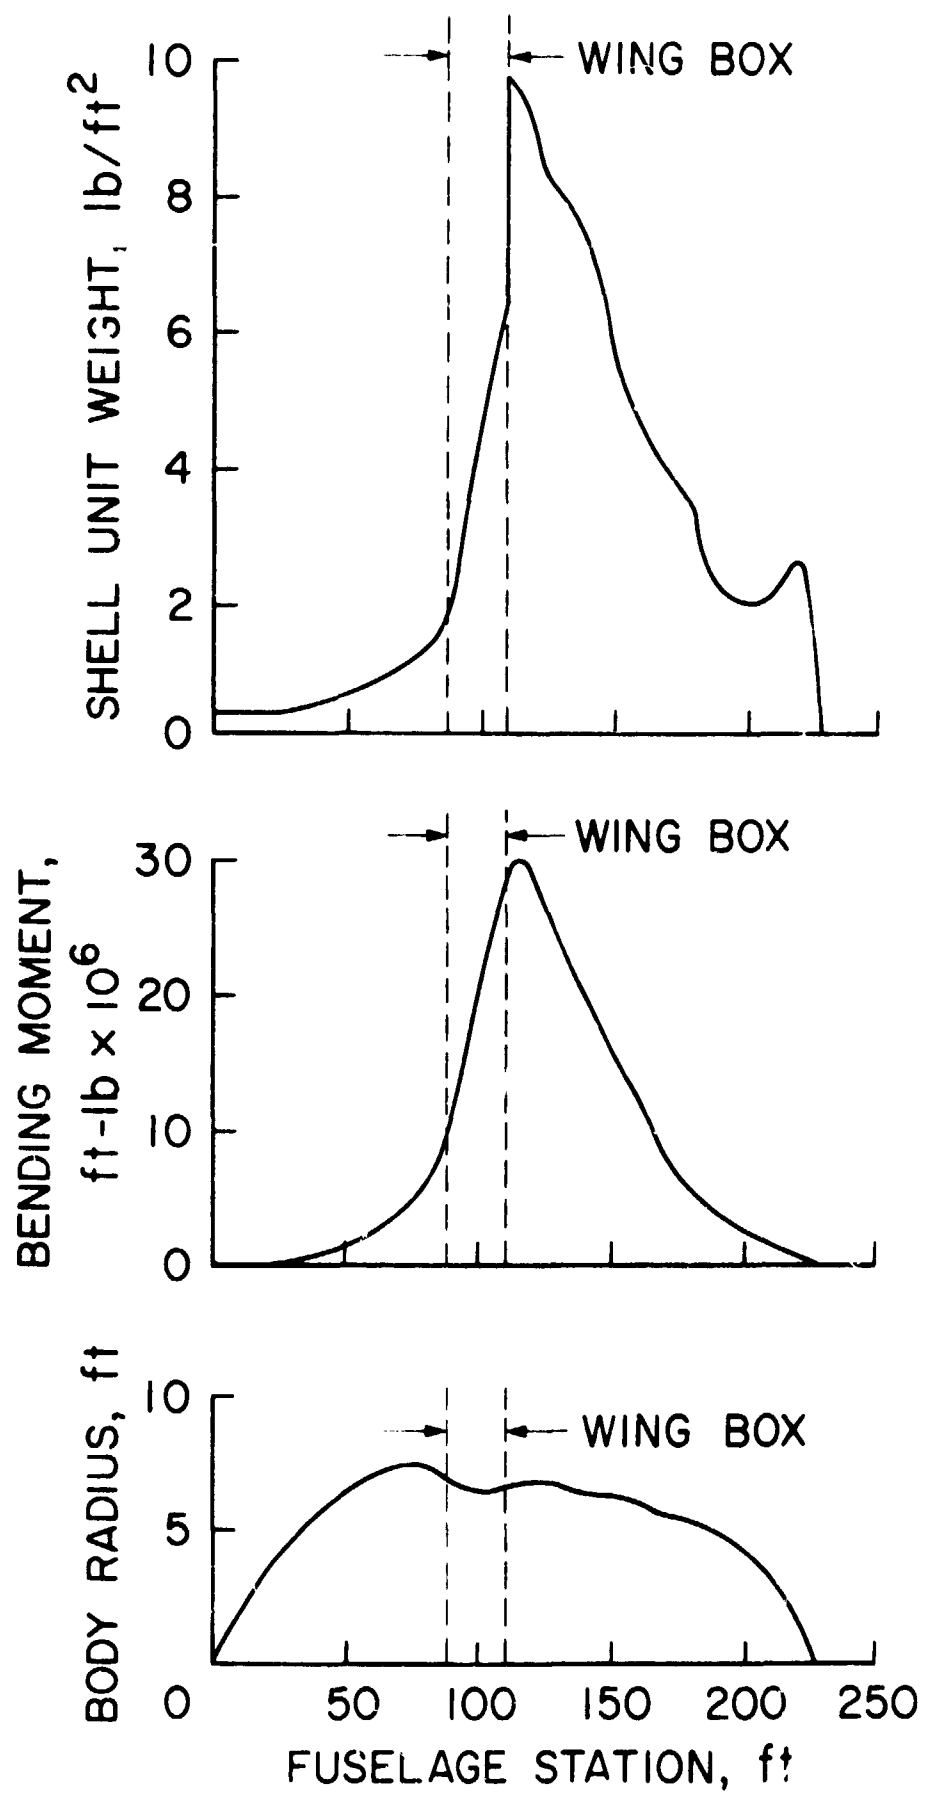 WING BOX
10
8
6
4
2
0
SHELL UNIT WEIGHT, lb/ft²
WING BOX
30
20
10
0
BENDING MOMENT,
ft-lb × 10⁶
WING BOX
10
5
BODY RADIUS, ft
0 50 100 150 200 250
FUSELAGE STATION, ft